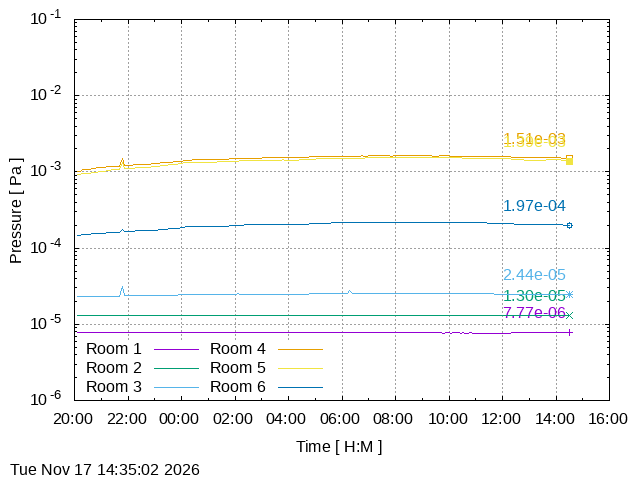 10^-1
10^-2
10^-3
10^-4
10^-5
10^-6
Pressure [ Pa ]
1.51e-03
1.97e-04
2.44e-05
1.30e-05
7.77e-06
Room 1 Room 4
Room 2 Room 5
Room 3 Room 6
20:00 22:00 00:00 02:00 04:00 06:00 08:00 10:00 12:00 14:00 16:00
Time [ H:M ]
Tue Nov 17 14:35:02 2026